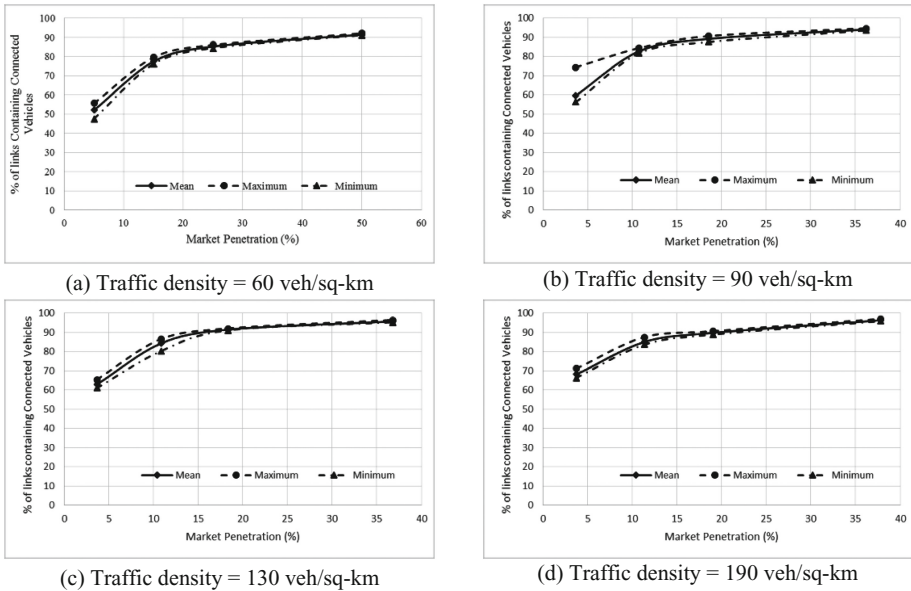 100
90
80
70
60
50
40
30
20
10
0
% of links Containing Connected
Vehicles
Mean Maximum Minimum
0 10 20 30 40 50 60
Market Penetration (%)
(a) Traffic density = 60 veh/sq-km
100
90
80
70
60
50
40
30
20
10
0
% of links containing Connected Vehicles
Mean Maximum Minimum
0 5 10 15 20 25 30 35 40
Market Penetration (%)
(b) Traffic density = 90 veh/sq-km
100
90
80
70
60
50
40
30
20
10
0
% of links containing Connected Vehicles
Mean Maximum Minimum
0 5 10 15 20 25 30 35 40
Market Penetration (%)
(c) Traffic density = 130 veh/sq-km
100
90
80
70
60
50
40
30
20
10
0
% of links containing Connected Vehicles
Mean Maximum Minimum
0 5 10 15 20 25 30 35 40
Market Penetration (%)
(d) Traffic density = 190 veh/sq-km